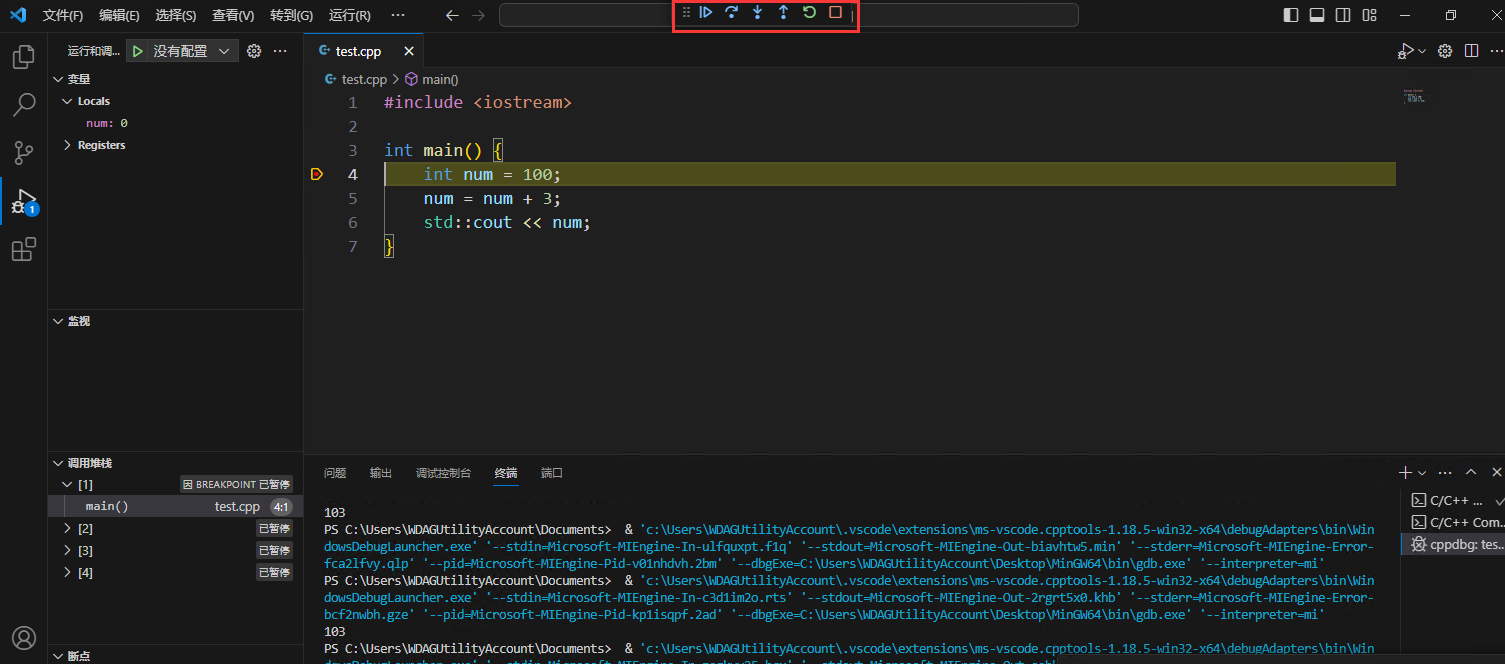 文件(F) 编辑(E) 选择(S) 查看(V) 转到(G) 运行(R) ···
运行和调... 没有配置 ···
变量
Locals
num: 0
Registers
监视
调用堆栈
[1] 因 BREAKPOINT 已暂停
main() test.cpp 4:1
[2] 已暂停
[3] 已暂停
[4] 已暂停
断点
1
test.cpp
test.cpp > main()
1 #include <iostream>
2
3 int main() {
4 int num = 100;
5 num = num + 3;
6 std::cout << num;
7 }
问题 输出 调试控制台 终端 端口
103
PS C:\Users\WDAGUtilityAccount\Documents> & 'c:\Users\WDAGUtilityAccount\.vscode\extensions\ms-vscode.cpptools-1.18.5-win32-x64\debugAdapters\bin\Win
dowsDebugLauncher.exe' '--stdin=Microsoft-MIEngine-In-ulfquxpt.f1q' '--stdout=Microsoft-MIEngine-Out-biavhtw5.min' '--stderr=Microsoft-MIEngine-Error-
fca2lfvy.qlp' '--pid=Microsoft-MIEngine-Pid-v01nhdvh.2bm' '--dbgExe=C:\Users\WDAGUtilityAccount\Desktop\MinGW64\bin\gdb.exe' '--interpreter=mi'
PS C:\Users\WDAGUtilityAccount\Documents> & 'c:\Users\WDAGUtilityAccount\.vscode\extensions\ms-vscode.cpptools-1.18.5-win32-x64\debugAdapters\bin\Win
dowsDebugLauncher.exe' '--stdin=Microsoft-MIEngine-In-c3d1im2o.rts' '--stdout=Microsoft-MIEngine-Out-2rgrt5x0.khb' '--stderr=Microsoft-MIEngine-Error-
bcf2nwbh.gze' '--pid=Microsoft-MIEngine-Pid-kp1isqpf.2ad' '--dbgExe=C:\Users\WDAGUtilityAccount\Desktop\MinGW64\bin\gdb.exe' '--interpreter=mi'
103
PS C:\Users\WDAGUtilityAccount\Documents> & 'c:\Users\WDAGUtilityAccount\.vscode\extensions\ms-vscode.cpptools-1.18.5-win32-x64\debugAdapters\bin\Win
C/C++ ...
C/C++ Com...
cppdbg: tes...